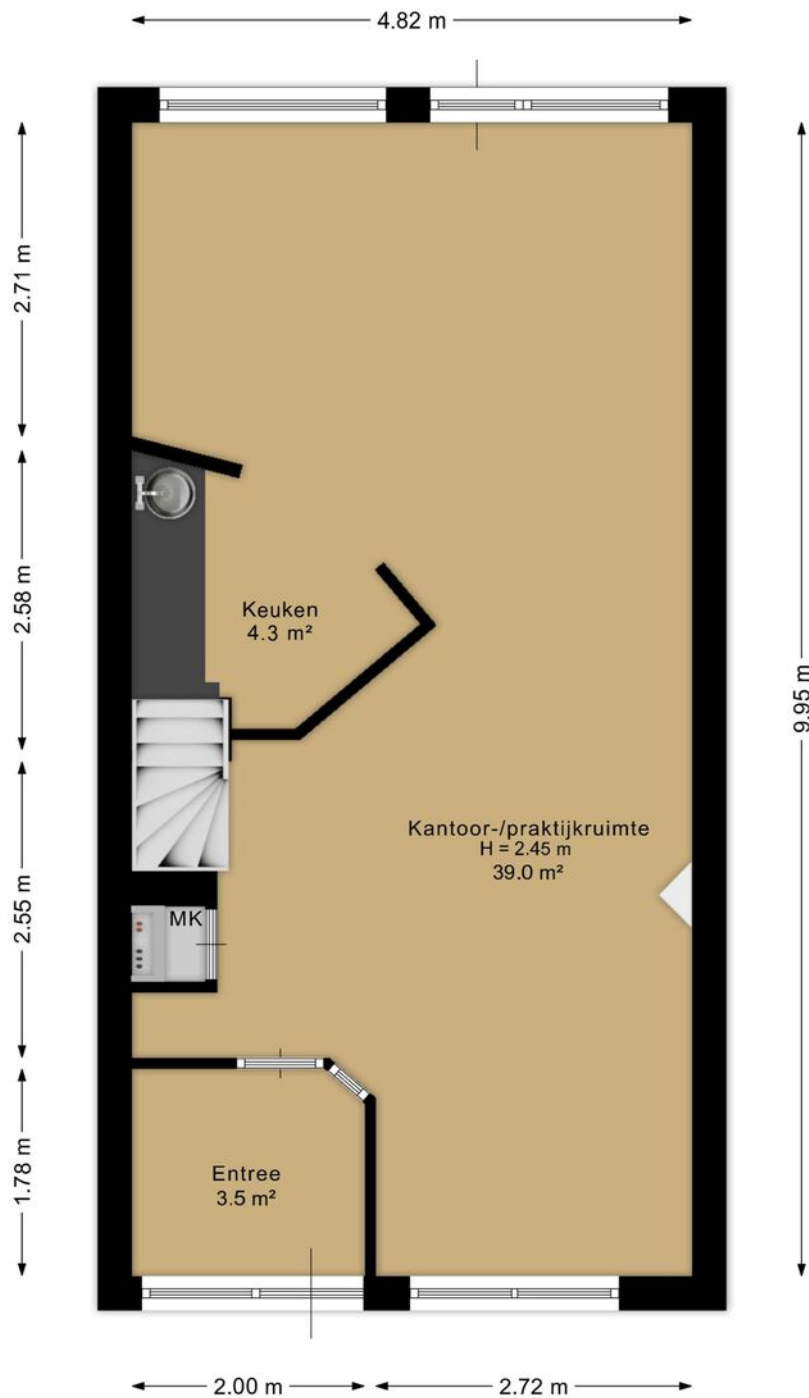 4.82 m
2.71 m
2.58 m
Keuken
4.3 m²
9.95 m
Kantoor-/praktijkruimte
H = 2.45 m
39.0 m²
2.55 m
MK
1.78 m
Entree
3.5 m²
2.00 m
2.72 m